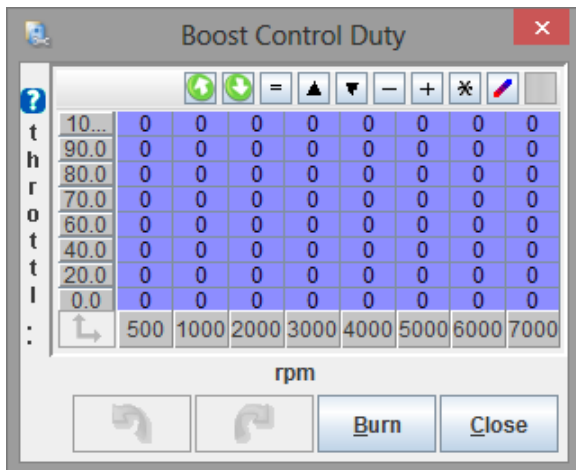 Boost Control Duty
x
?
= - + *
throttl:
10... 0 0 0 0 0 0 0 0
90.0 0 0 0 0 0 0 0 0
80.0 0 0 0 0 0 0 0 0
70.0 0 0 0 0 0 0 0 0
60.0 0 0 0 0 0 0 0 0
40.0 0 0 0 0 0 0 0 0
20.0 0 0 0 0 0 0 0 0
0.0 0 0 0 0 0 0 0 0
500 1000 2000 3000 4000 5000 6000 7000
rpm
Burn Close